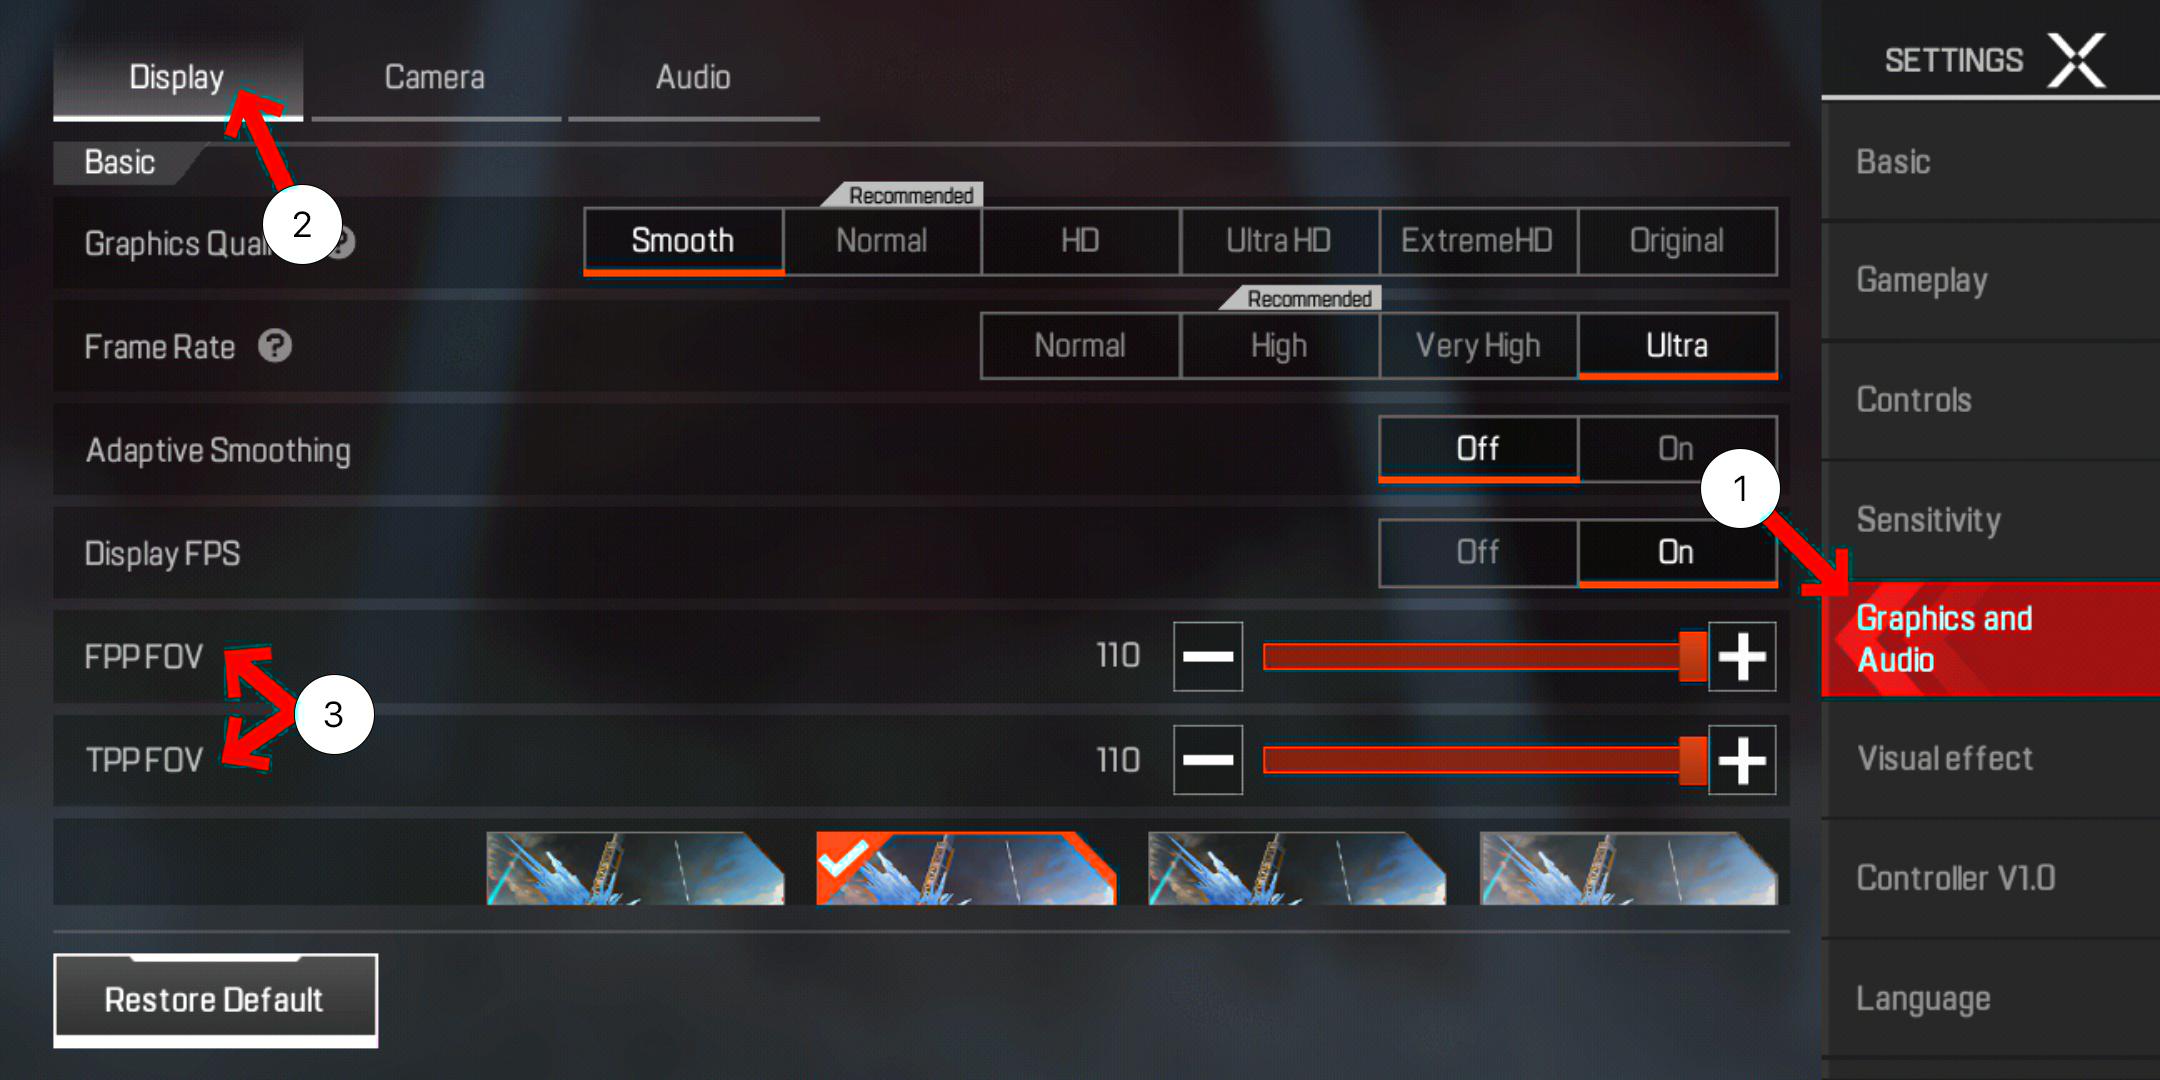 Display
Camera
Audio
SETTINGS
Basic
2
Recommended
Graphics Qual
?
Smooth
Normal
HD
Ultra HD
ExtremeHD
Original
Recommended
Frame Rate
?
Normal
High
Very High
Ultra
Adaptive Smoothing
Off
On
1
Display FPS
Off
On
FPP FOV
110
3
TPP FOV
110
Restore Default
Basic
Gameplay
Controls
Sensitivity
Graphics and
Audio
Visual effect
Controller V1.0
Language